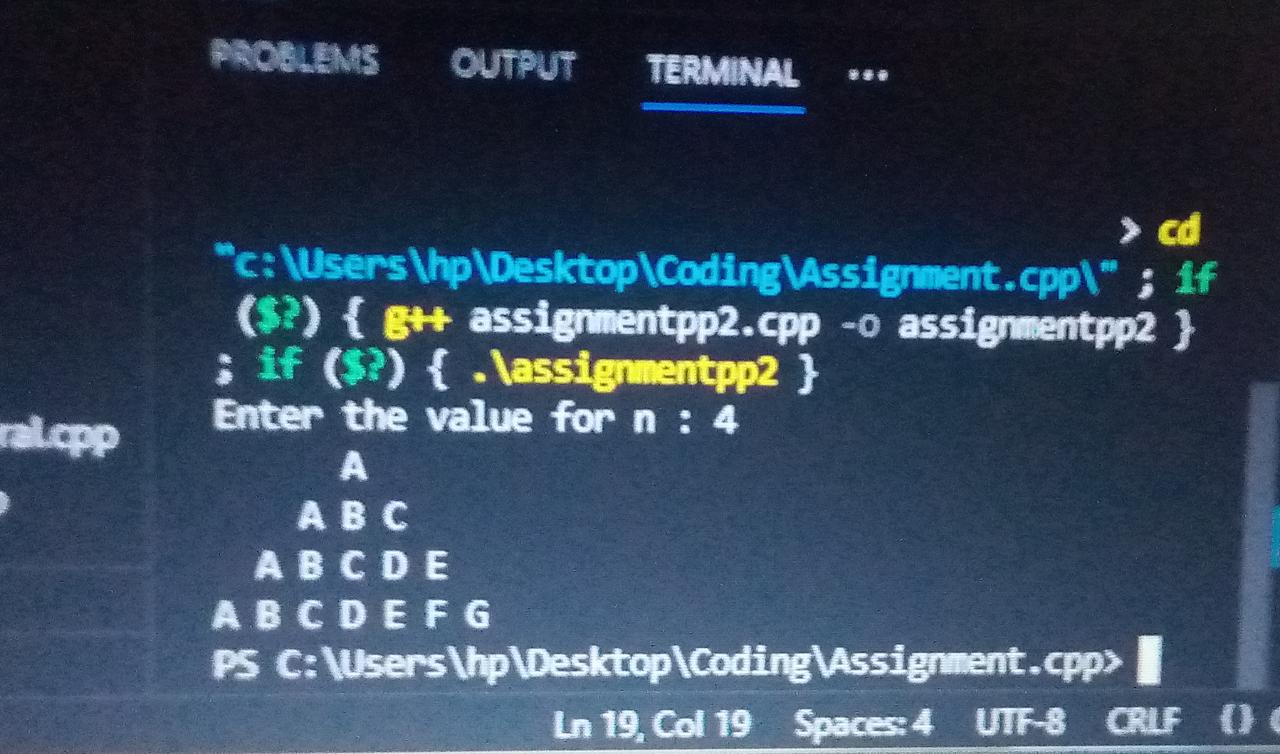 PROBLEMS OUTPUT TERMINAL ...
> cd
"c:\Users\hp\Desktop\Coding\Assignment.cpp\" ; if
($?) { g++ assignmentpp2.cpp -o assignmentpp2 }
; if ($?) { .\assignmentpp2 }
Enter the value for n : 4
ral.cpp
A
A B C
A B C D E
A B C D E F G
PS C:\Users\hp\Desktop\Coding\Assignment.cpp>
Ln 19, Col 19 Spaces: 4 UTF-8 CRLF {}